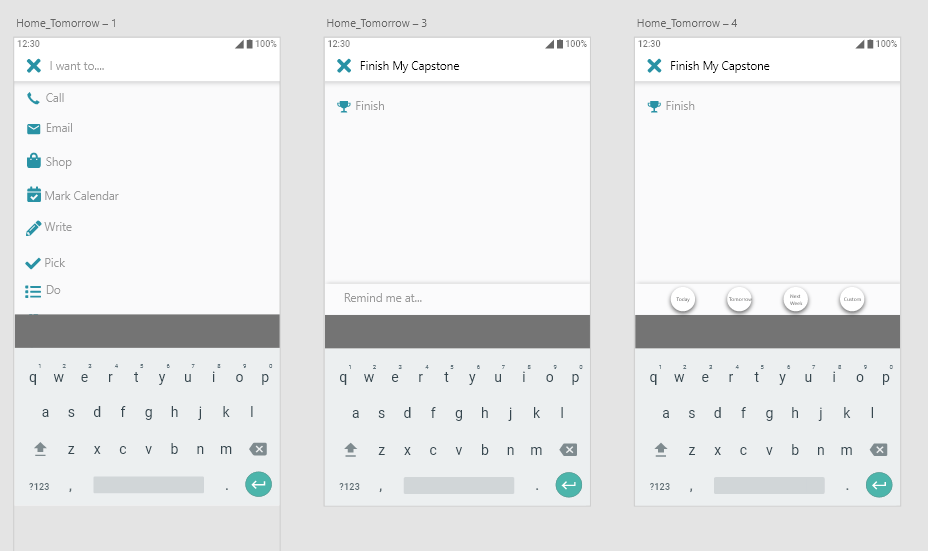 Home_Tomorrow – 1
12:30
100%
I want to....
Call
Email
Shop
Mark Calendar
Write
Pick
Do
1 2 3 4 5 6 7 8 9 0
q w e r t y u i o p
a s d f g h j k l
z x c v b n m
?123 , .
Home_Tomorrow – 3
12:30
100%
Finish My Capstone
Finish
Remind me at...
1 2 3 4 5 6 7 8 9 0
q w e r t y u i o p
a s d f g h j k l
z x c v b n m
?123 , .
Home_Tomorrow – 4
12:30
100%
Finish My Capstone
Finish
Today
Tomorrow
Next
Week
Custom
1 2 3 4 5 6 7 8 9 0
q w e r t y u i o p
a s d f g h j k l
z x c v b n m
?123 , .